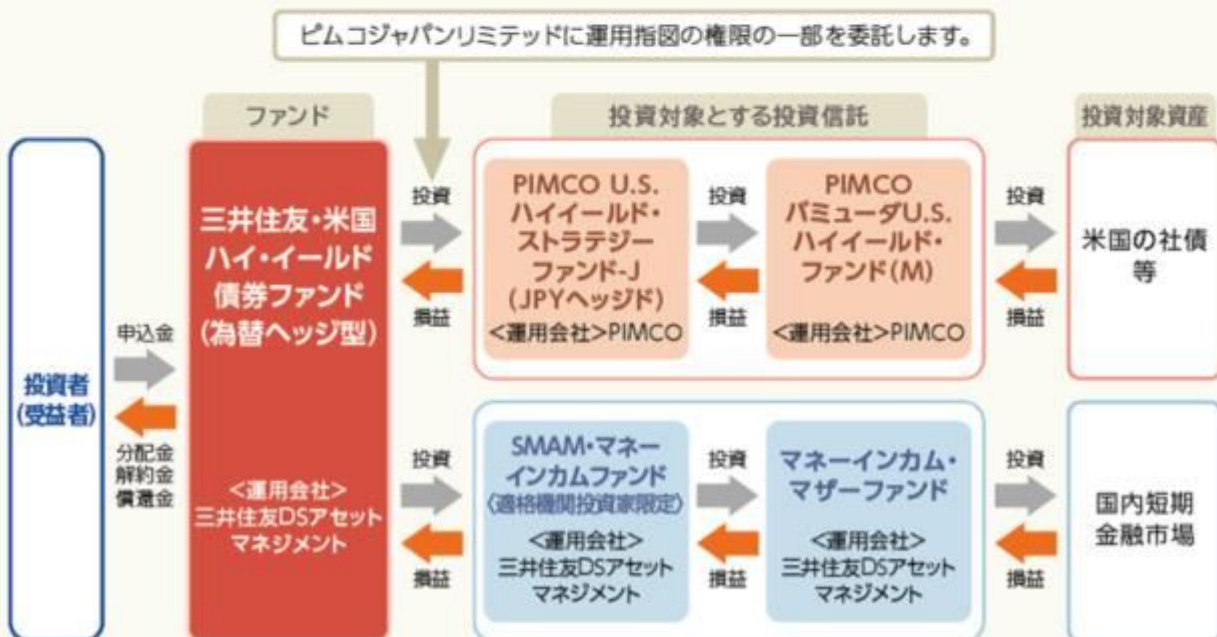 ピムコジャパンリミテッドに運用指図の権限の一部を委託します。
ファンド
投資対象とする投資信託
投資対象資産
投資者
(受益者)
申込金
分配金
解約金
償還金
三井住友・米国
ハイ・イールド
債券ファンド
(為替ヘッジ型)
<運用会社>
三井住友DSアセット
マネジメント
投資
損益
PIMCO U.S.
ハイイールド・
ストラテジー
ファンド-J
(JPYヘッジド)
<運用会社>PIMCO
投資
損益
PIMCO
バミューダU.S.
ハイイールド・
ファンド(M)
<運用会社>PIMCO
投資
損益
米国の社債
等
投資
損益
SMAM・マネー
インカムファンド
〈適格機関投資家限定〉
<運用会社>
三井住友DSアセット
マネジメント
投資
損益
マネーインカム・
マザーファンド
<運用会社>
三井住友DSアセット
マネジメント
投資
損益
国内短期
金融市場